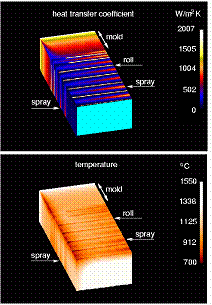 heat transfer coefficient W/m² K
2007
1505
1004
502
0
mold
roll
spray
spray
temperature °C
1550
1336
1125
912
700
mold
roll
spray
spray